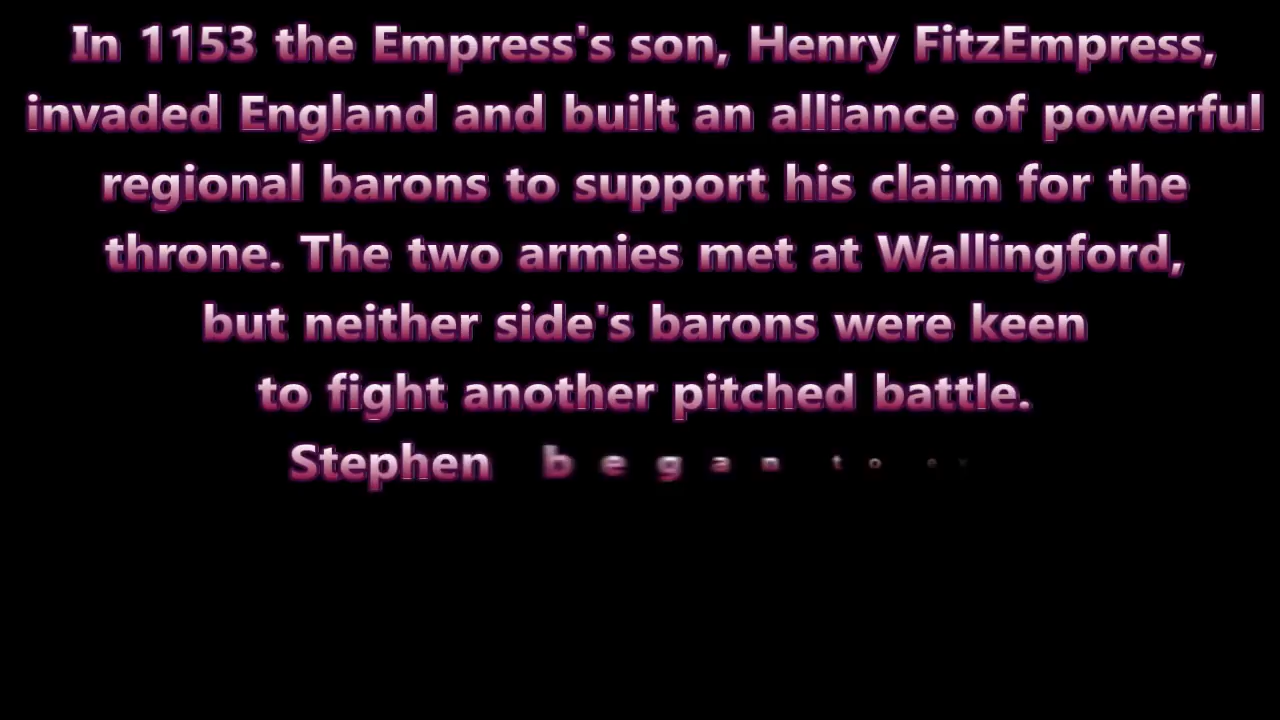 In 1153 the Empress's son, Henry FitzEmpress,
invaded England and built an alliance of powerful
regional barons to support his claim for the
throne. The two armies met at Wallingford,
but neither side's barons were keen
to fight another pitched battle.
Stephen began to